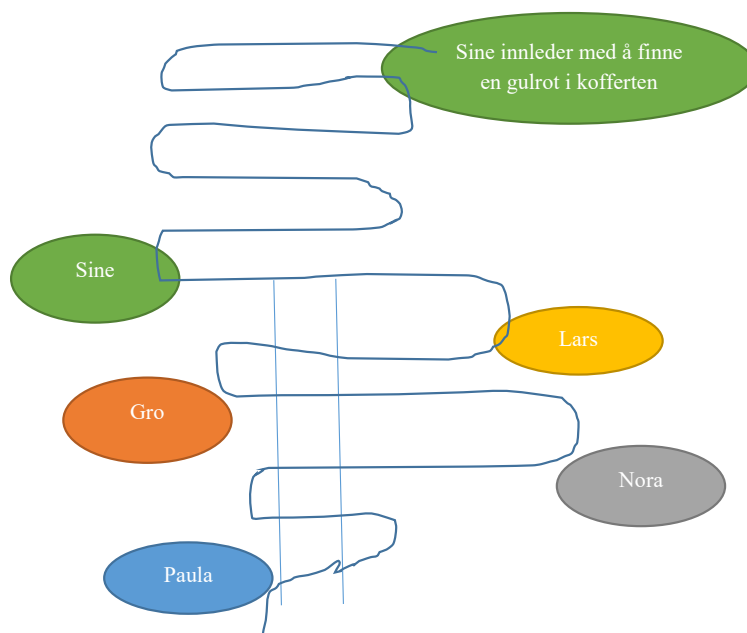 Sine innleder med å finne
en gulrot i kofferten
Sine
Lars
Gro
Nora
Paula